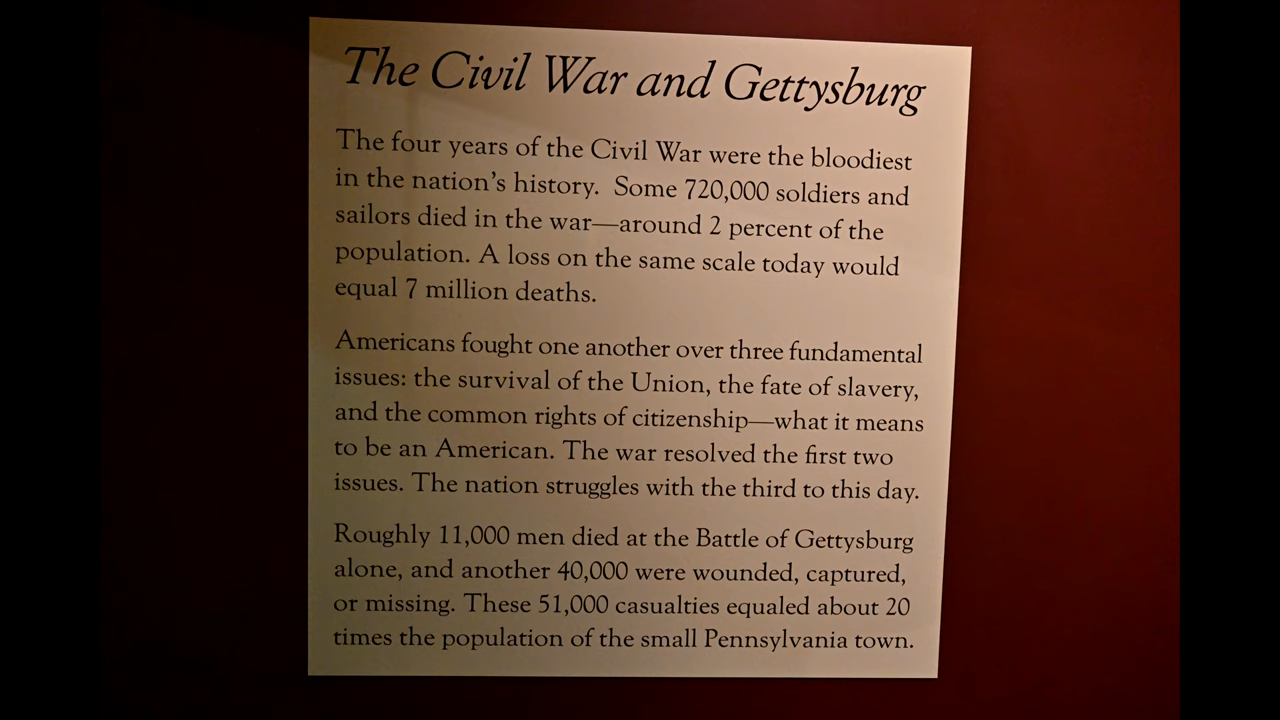 The Civil War and Gettysburg
The four years of the Civil War were the bloodiest
in the nation's history.  Some 720,000 soldiers and
sailors died in the war—around 2 percent of the
population. A loss on the same scale today would
equal 7 million deaths.
Americans fought one another over three fundamental
issues: the survival of the Union, the fate of slavery,
and the common rights of citizenship—what it means
to be an American. The war resolved the first two
issues. The nation struggles with the third to this day.
Roughly 11,000 men died at the Battle of Gettysburg
alone, and another 40,000 were wounded, captured,
or missing. These 51,000 casualties equaled about 20
times the population of the small Pennsylvania town.